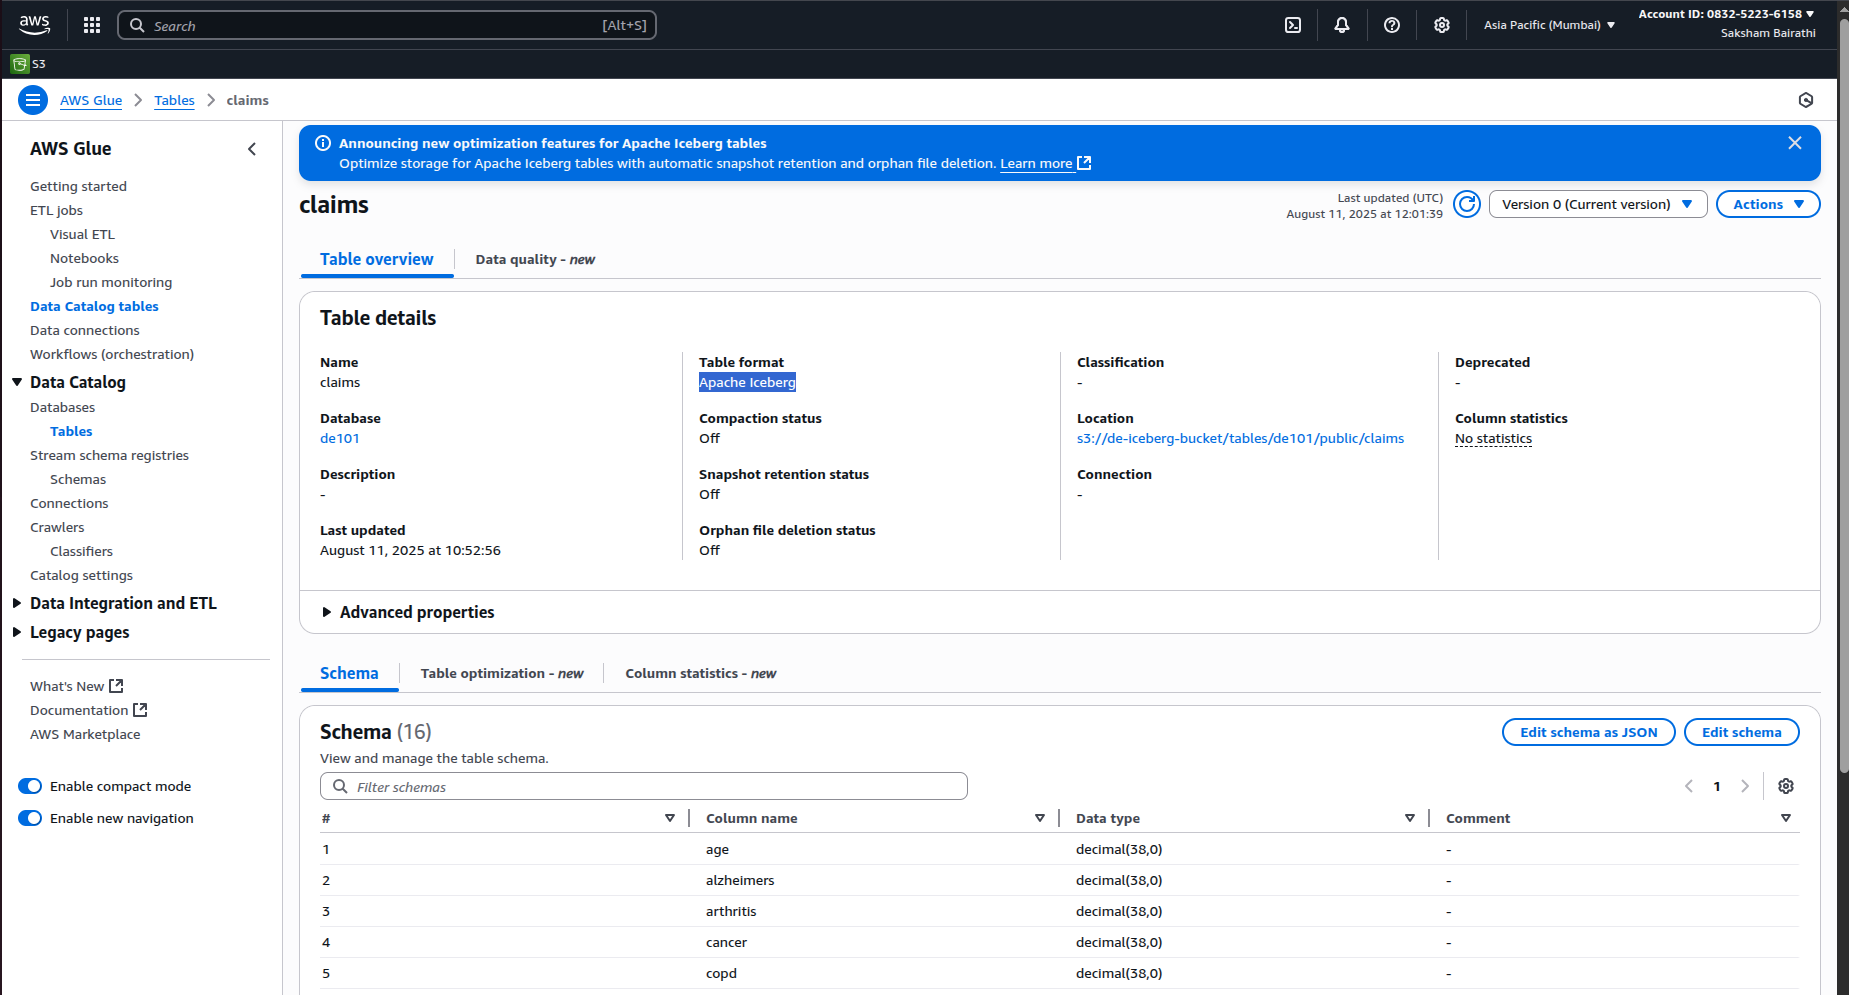 aws
Search [Alt+S]
Asia Pacific (Mumbai)
Account ID: 0832-5223-6158
Saksham Bairathi
S3
AWS Glue
Tables
claims
AWS Glue
Getting started
ETL jobs
Visual ETL
Notebooks
Job run monitoring
Data Catalog tables
Data connections
Workflows (orchestration)
Data Catalog
Databases
Tables
Stream schema registries
Schemas
Connections
Crawlers
Classifiers
Catalog settings
Data Integration and ETL
Legacy pages
What's New
Documentation
AWS Marketplace
Enable compact mode
Enable new navigation
Announcing new optimization features for Apache Iceberg tables
Optimize storage for Apache Iceberg tables with automatic snapshot retention and orphan file deletion. Learn more
claims
Last updated (UTC)
August 11, 2025 at 12:01:39
Version 0 (Current version)
Actions
Table overview
Data quality - new
Table details
Name
claims
Database
de101
Description
-
Last updated
August 11, 2025 at 10:52:56
Table format
Apache Iceberg
Compaction status
Off
Snapshot retention status
Off
Orphan file deletion status
Off
Classification
-
Location
s3://de-iceberg-bucket/tables/de101/public/claims
Connection
-
Deprecated
-
Column statistics
No statistics
Advanced properties
Schema
Table optimization - new
Column statistics - new
Schema (16)
View and manage the table schema.
Edit schema as JSON
Edit schema
Filter schemas
1
# Column name Data type Comment
1 age decimal(38,0) -
2 alzheimers decimal(38,0) -
3 arthritis decimal(38,0) -
4 cancer decimal(38,0) -
5 copd decimal(38,0) -